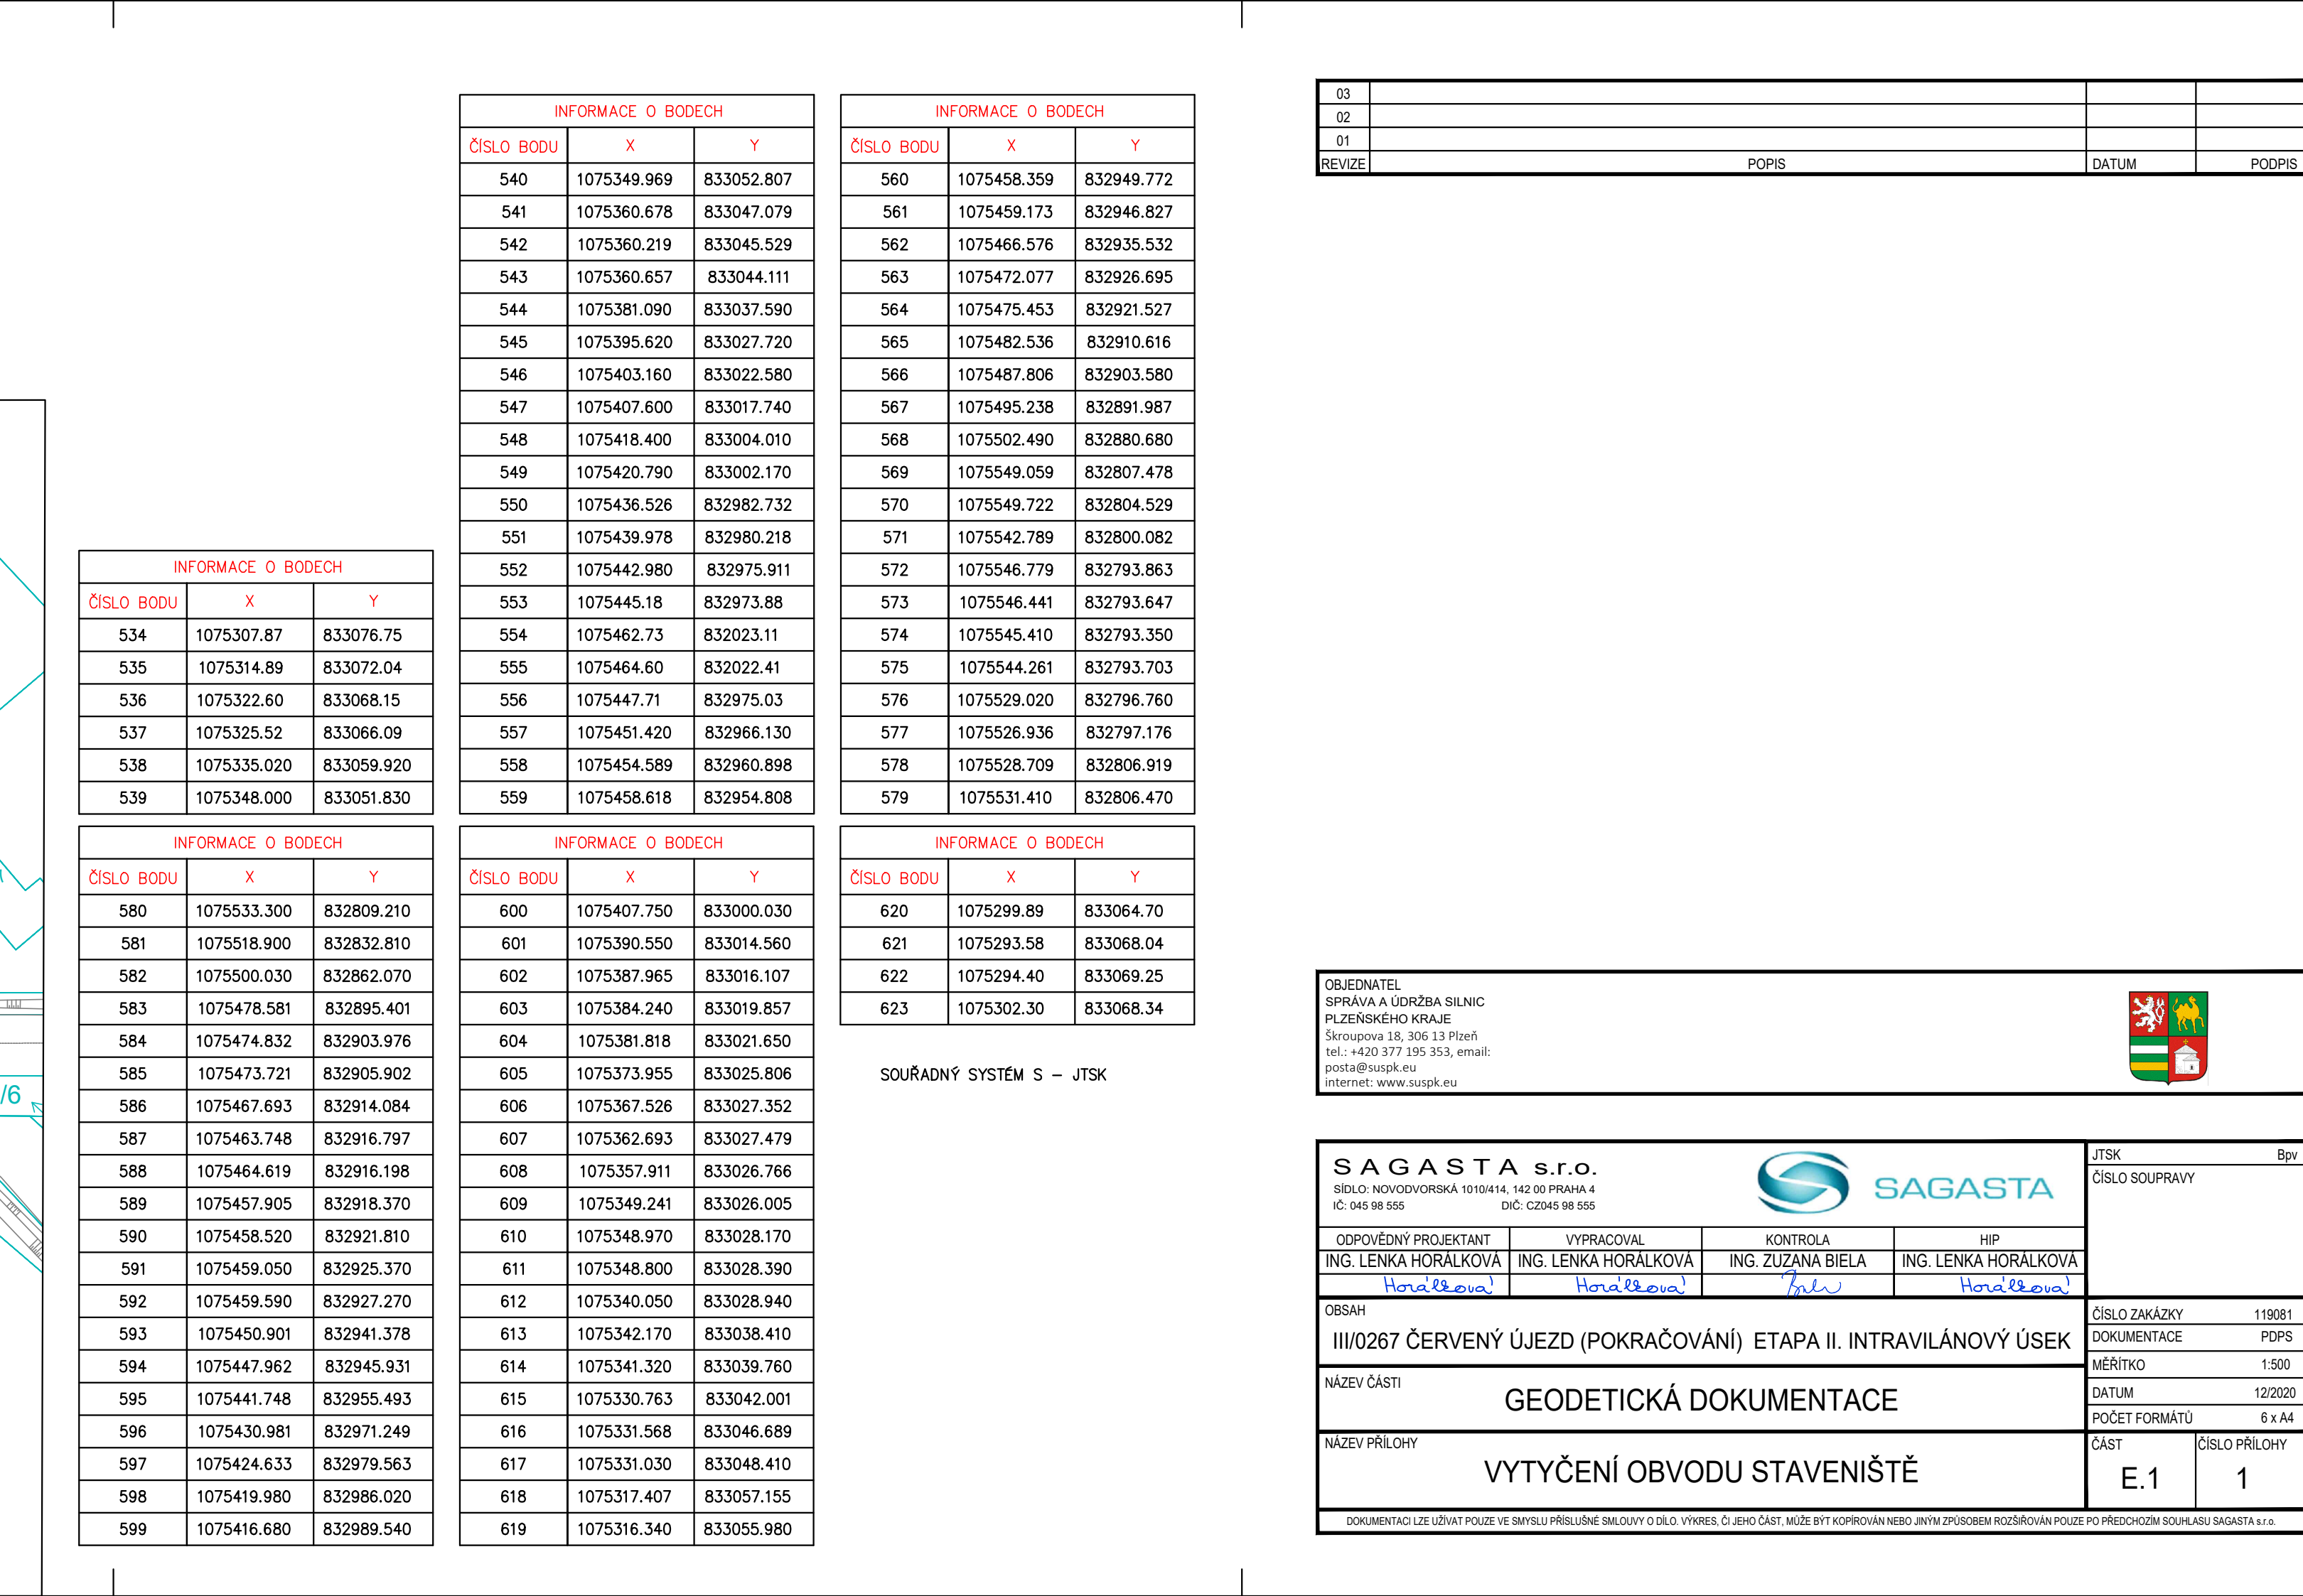 INFORMACE O BODECH
ČÍSLO BODU X Y
534 1075307.87 833076.75
535 1075314.89 833072.04
536 1075322.60 833068.15
537 1075325.52 833066.09
538 1075335.020 833059.920
539 1075348.000 833051.830
INFORMACE O BODECH
ČÍSLO BODU X Y
540 1075349.969 833052.807
541 1075360.678 833047.079
542 1075360.219 833045.529
543 1075360.657 833044.111
544 1075381.090 833037.590
545 1075395.620 833027.720
546 1075403.160 833022.580
547 1075407.600 833017.740
548 1075418.400 833004.010
549 1075420.790 833002.170
550 1075436.526 832982.732
551 1075439.978 832980.218
552 1075442.980 832975.911
553 1075445.18 832973.88
554 1075462.73 832023.11
555 1075464.60 832022.41
556 1075447.71 832975.03
557 1075451.420 832966.130
558 1075454.589 832960.898
559 1075458.618 832954.808
INFORMACE O BODECH
ČÍSLO BODU X Y
560 1075458.359 832949.772
561 1075459.173 832946.827
562 1075466.576 832935.532
563 1075472.077 832926.695
564 1075475.453 832921.527
565 1075482.536 832910.616
566 1075487.806 832903.580
567 1075495.238 832891.987
568 1075502.490 832880.680
569 1075549.059 832807.478
570 1075549.722 832804.529
571 1075542.789 832800.082
572 1075546.779 832793.863
573 1075546.441 832793.647
574 1075545.410 832793.350
575 1075544.261 832793.703
576 1075529.020 832796.760
577 1075526.936 832797.176
578 1075528.709 832806.919
579 1075531.410 832806.470
INFORMACE O BODECH
ČÍSLO BODU X Y
580 1075533.300 832809.210
581 1075518.900 832832.810
582 1075500.030 832862.070
583 1075478.581 832895.401
584 1075474.832 832903.976
585 1075473.721 832905.902
586 1075467.693 832914.084
587 1075463.748 832916.797
588 1075464.619 832916.198
589 1075457.905 832918.370
590 1075458.520 832921.810
591 1075459.050 832925.370
592 1075459.590 832927.270
593 1075450.901 832941.378
594 1075447.962 832945.931
595 1075441.748 832955.493
596 1075430.981 832971.249
597 1075424.633 832979.563
598 1075419.980 832986.020
599 1075416.680 832989.540
INFORMACE O BODECH
ČÍSLO BODU X Y
600 1075407.750 833000.030
601 1075390.550 833014.560
602 1075387.965 833016.107
603 1075384.240 833019.857
604 1075381.818 833021.650
605 1075373.955 833025.806
606 1075367.526 833027.352
607 1075362.693 833027.479
608 1075357.911 833026.766
609 1075349.241 833026.005
610 1075348.970 833028.170
611 1075348.800 833028.390
612 1075340.050 833028.940
613 1075342.170 833038.410
614 1075341.320 833039.760
615 1075330.763 833042.001
616 1075331.568 833046.689
617 1075331.030 833048.410
618 1075317.407 833057.155
619 1075316.340 833055.980
INFORMACE O BODECH
ČÍSLO BODU X Y
620 1075299.89 833064.70
621 1075293.58 833068.04
622 1075294.40 833069.25
623 1075302.30 833068.34
SOUŘADNÝ SYSTÉM S – JTSK
/6
03
02
01
REVIZE POPIS DATUM PODPIS
OBJEDNATEL
SPRÁVA A ÚDRŽBA SILNIC
PLZEŇSKÉHO KRAJE
Škroupova 18, 306 13 Plzeň
tel.: +420 377 195 353, email:
posta@suspk.eu
internet: www.suspk.eu
SAGASTA s.r.o.
SÍDLO: NOVODVORSKÁ 1010/414, 142 00 PRAHA 4
IČ: 045 98 555 DIČ: CZ045 98 555
SAGASTA
JTSK Bpv
ČÍSLO SOUPRAVY
ODPOVĚDNÝ PROJEKTANT VYPRACOVAL KONTROLA HIP
ING. LENKA HORÁLKOVÁ ING. LENKA HORÁLKOVÁ ING. ZUZANA BIELA ING. LENKA HORÁLKOVÁ
Horálková Horálková Horálková
OBSAH
III/0267 ČERVENÝ ÚJEZD (POKRAČOVÁNÍ) ETAPA II. INTRAVILÁNOVÝ ÚSEK
ČÍSLO ZAKÁZKY 119081
DOKUMENTACE PDPS
MĚŘÍTKO 1:500
DATUM 12/2020
POČET FORMÁTŮ 6 x A4
NÁZEV ČÁSTI
GEODETICKÁ DOKUMENTACE
NÁZEV PŘÍLOHY
VYTYČENÍ OBVODU STAVENIŠTĚ
ČÁST ČÍSLO PŘÍLOHY
E.1 1
DOKUMENTACI LZE UŽÍVAT POUZE VE SMYSLU PŘÍSLUŠNÉ SMLOUVY O DÍLO. VÝKRES, ČI JEHO ČÁST, MŮŽE BÝT KOPÍROVÁN NEBO JINÝM ZPŮSOBEM ROZŠIŘOVÁN POUZE PO PŘEDCHOZÍM SOUHLASU SAGASTA s.r.o.